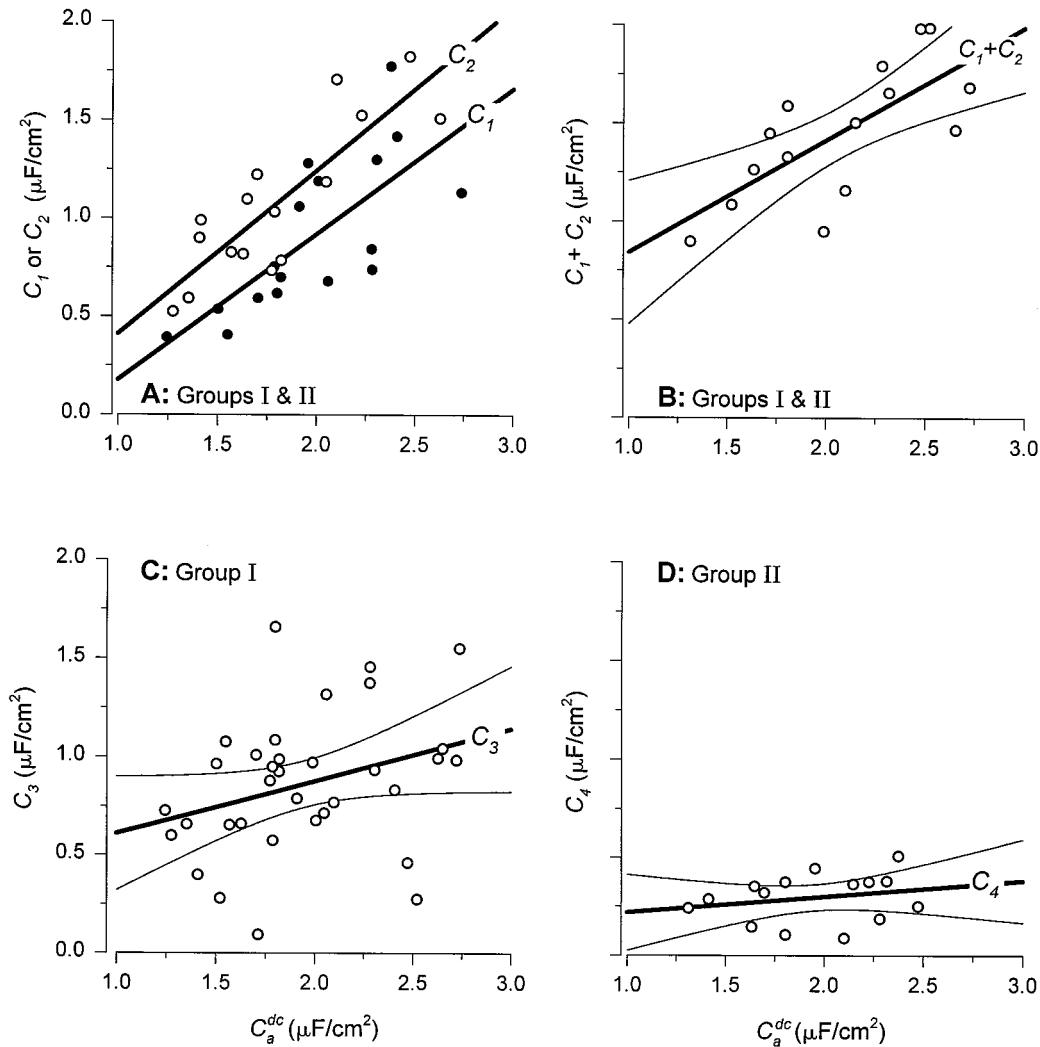 2.0
1.5
1.0
0.5
0.0
C1 or C2 (μF/cm²)
C2
C1
A: Groups I & II
1.0 1.5 2.0 2.5 3.0
C1+ C2 (μF/cm²)
C1+C2
B: Groups I & II
1.0 1.5 2.0 2.5 3.0
2.0
1.5
1.0
0.5
0.0
C3 (μF/cm²)
C: Group I
C3
1.0 1.5 2.0 2.5 3.0
Cₐᵈᶜ (μF/cm²)
C4 (μF/cm²)
D: Group II
C4
1.0 1.5 2.0 2.5 3.0
Cₐᵈᶜ (μF/cm²)